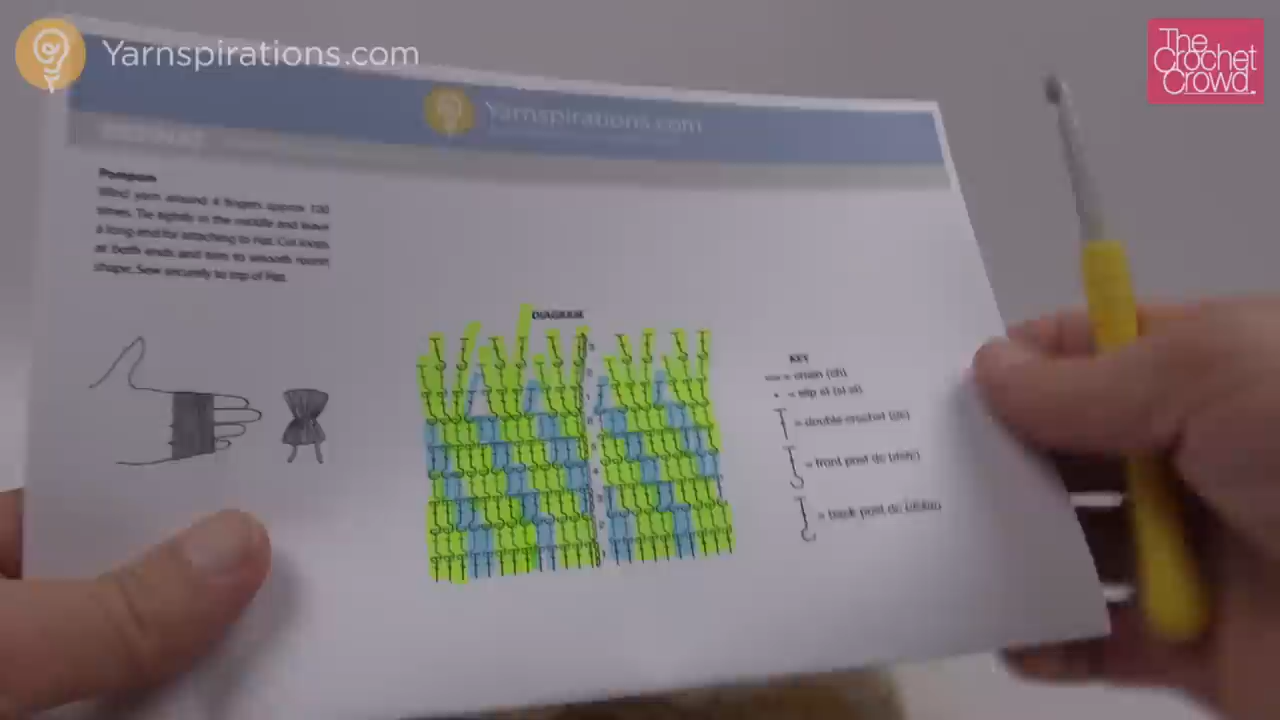 Yarnspirations.com
The
Crochet
Crowd.
Yarnspirations.com
Pompom
Wind yarn around 4 fingers approx 100
times. Tie tightly in the middle and leave
a long end for attaching to Hat. Cut loops
at both ends and trim to smooth round
shape. Sew securely to top of Hat.
DIAGRAM
KEY
= chain (ch)
= slip st (sl st)
= double crochet (dc)
= front post dc (dcfp)
= back post dc (dcbp)